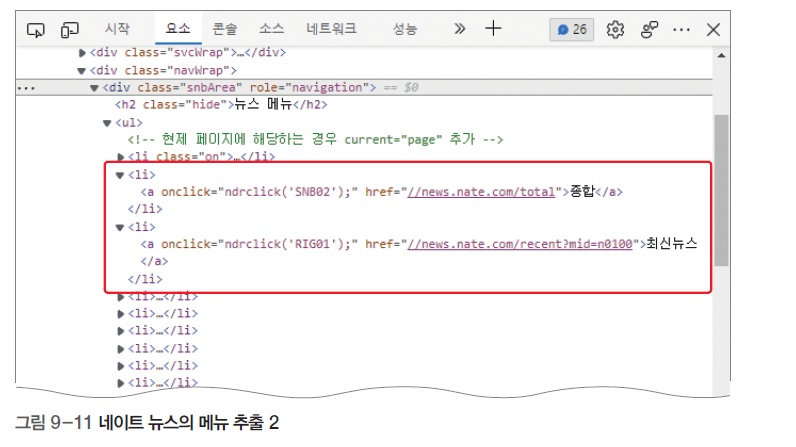 시작 요소 콘솔 소스 네트워크 성능 26
▶<div class="svcWrap">…</div>
▼<div class="navWrap">
… ▼<div class="snbArea" role="navigation"> == $0
<h2 class="hide">뉴스 메뉴</h2>
▼<ul>
<!-- 현제 페이지에 해당하는 경우 current="page" 추가 -->
▶<li class="on">…</li>
▼<li>
<a onclick="ndrclick('SNB02');" href="//news.nate.com/total">종합</a>
</li>
▼<li>
<a onclick="ndrclick('RIG01');" href="//news.nate.com/recent?mid=n0100">최신뉴스
</a>
</li>
▶<li>…</li>
▶<li>…</li>
▶<li>…</li>
▶<li>…</li>
▶<li>…</li>
▶<li>…</li>
그림 9-11 네이트 뉴스의 메뉴 추출 2